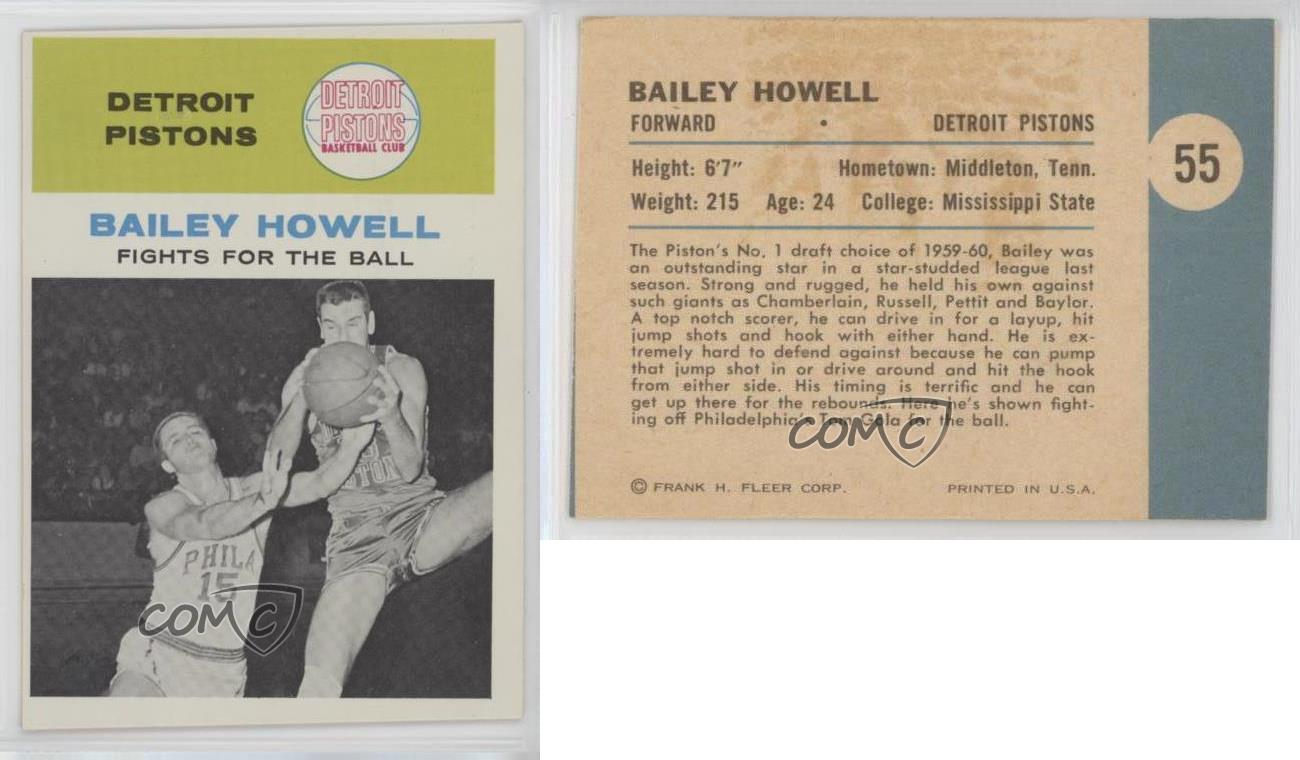 DETROIT
PISTONS
DETROIT
PISTONS
BASKETBALL CLUB
BAILEY HOWELL
FIGHTS FOR THE BALL
PHILA
15
COMC
BAILEY HOWELL
FORWARD • DETROIT PISTONS
55
Height: 6'7" Hometown: Middleton, Tenn.
Weight: 215 Age: 24 College: Mississippi State
The Piston's No. 1 draft choice of 1959-60, Bailey was
an outstanding star in a star-studded league last
season. Strong and rugged, he held his own against
such giants as Chamberlain, Russell, Pettit and Baylor.
A top notch scorer, he can drive in for a layup, hit
jump shots and hook with either hand. He is ex-
tremely hard to defend against because he can pump
that jump shot in or drive around and hit the hook
from either side. His timing is terrific and he can
get up there for the rebounds. Here he's shown fight-
ing off Philadelphia's Tom Gola for the ball.
COMC
© FRANK H. FLEER CORP. PRINTED IN U.S.A.